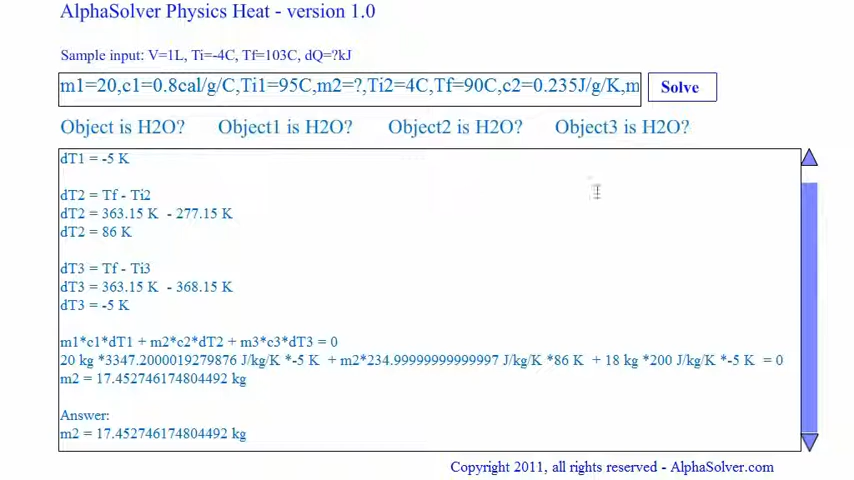 AlphaSolver Physics Heat - version 1.0
Sample input: V=1L, Ti=-4C, Tf=103C, dQ=?kJ
m1=20,c1=0.8cal/g/C,Ti1=95C,m2=?,Ti2=4C,Tf=90C,c2=0.235J/g/K,m
Solve
Object is H2O? Object1 is H2O? Object2 is H2O? Object3 is H2O?
dT1 = -5 K
dT2 = Tf - Ti2
dT2 = 363.15 K - 277.15 K
dT2 = 86 K
dT3 = Tf - Ti3
dT3 = 363.15 K - 368.15 K
dT3 = -5 K
m1*c1*dT1 + m2*c2*dT2 + m3*c3*dT3 = 0
20 kg *3347.2000019279876 J/kg/K *-5 K + m2*234.99999999999997 J/kg/K *86 K + 18 kg *200 J/kg/K *-5 K = 0
m2 = 17.452746174804492 kg
Answer:
m2 = 17.452746174804492 kg
Copyright 2011, all rights reserved - AlphaSolver.com